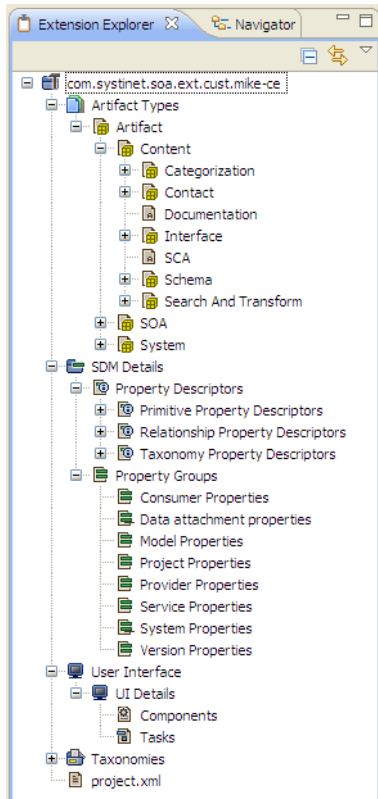 Extension Explorer
Navigator
com.systinet.soa.ext.cust.mike-ce
Artifact Types
Artifact
Content
Categorization
Contact
Documentation
Interface
SCA
Schema
Search And Transform
SOA
System
SDM Details
Property Descriptors
Primitive Property Descriptors
Relationship Property Descriptors
Taxonomy Property Descriptors
Property Groups
Consumer Properties
Data attachment properties
Model Properties
Project Properties
Provider Properties
Service Properties
System Properties
Version Properties
User Interface
UI Details
Components
Tasks
Taxonomies
project.xml